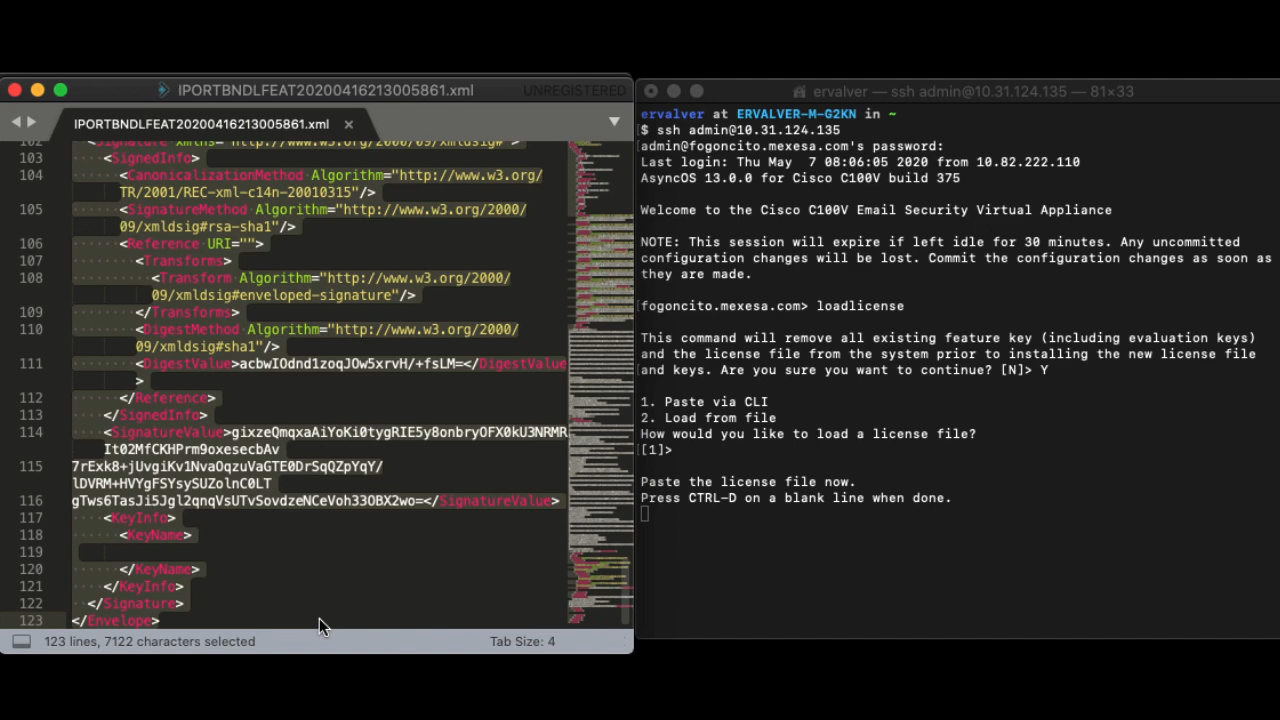 IPORTBNDLFEAT20200416213005861.xml
UNREGISTERED
IPORTBNDLFEAT20200416213005861.xml ×
102 <Signature xmlns="http://www.w3.org/2000/09/xmldsig#">
103 <SignedInfo>
104 <CanonicalizationMethod Algorithm="http://www.w3.org/
TR/2001/REC-xml-c14n-20010315"/>
105 <SignatureMethod Algorithm="http://www.w3.org/2000/
09/xmldsig#rsa-sha1"/>
106 <Reference URI="">
107 <Transforms>
108 <Transform Algorithm="http://www.w3.org/2000/
09/xmldsig#enveloped-signature"/>
109 </Transforms>
110 <DigestMethod Algorithm="http://www.w3.org/2000/
09/xmldsig#sha1"/>
111 <DigestValue>acbwIOdnd1zoqJOw5xrvH/+fsLM=</DigestValue
>
112 </Reference>
113 </SignedInfo>
114 <SignatureValue>gixzeQmqxaAiYoKi0tygRIE5y8onbryOFX0kU3NRMR
It02MfCKHPrm9oxesecbAv
115 7rExk8+jUvgiKv1NvaOqzuVaGTE0DrSqQZpYqY/
lDVRM+HVYgFSYsySUZolnC0LT
116 gTws6TasJi5Jgl2qnqVsUTvSovdzeNCeVoh33OBX2wo=</SignatureValue>
117 <KeyInfo>
118 <KeyName>
119
120 </KeyName>
121 </KeyInfo>
122 </Signature>
123 </Envelope>
123 lines, 7122 characters selected
Tab Size: 4
ervalver — ssh admin@10.31.124.135 — 81×33
ervalver at ERVALVER-M-G2KN in ~
$ ssh admin@10.31.124.135
admin@fogoncito.mexesa.com's password:
Last login: Thu May  7 08:06:05 2020 from 10.82.222.110
AsyncOS 13.0.0 for Cisco C100V build 375
Welcome to the Cisco C100V Email Security Virtual Appliance
NOTE: This session will expire if left idle for 30 minutes. Any uncommitted
configuration changes will be lost. Commit the configuration changes as soon as
they are made.
[fogoncito.mexesa.com> loadlicense
This command will remove all existing feature key (including evaluation keys)
and the license file from the system prior to installing the new license file
and keys. Are you sure you want to continue? [N]> Y
1. Paste via CLI
2. Load from file
How would you like to load a license file?
[1]>
Paste the license file now.
Press CTRL-D on a blank line when done.